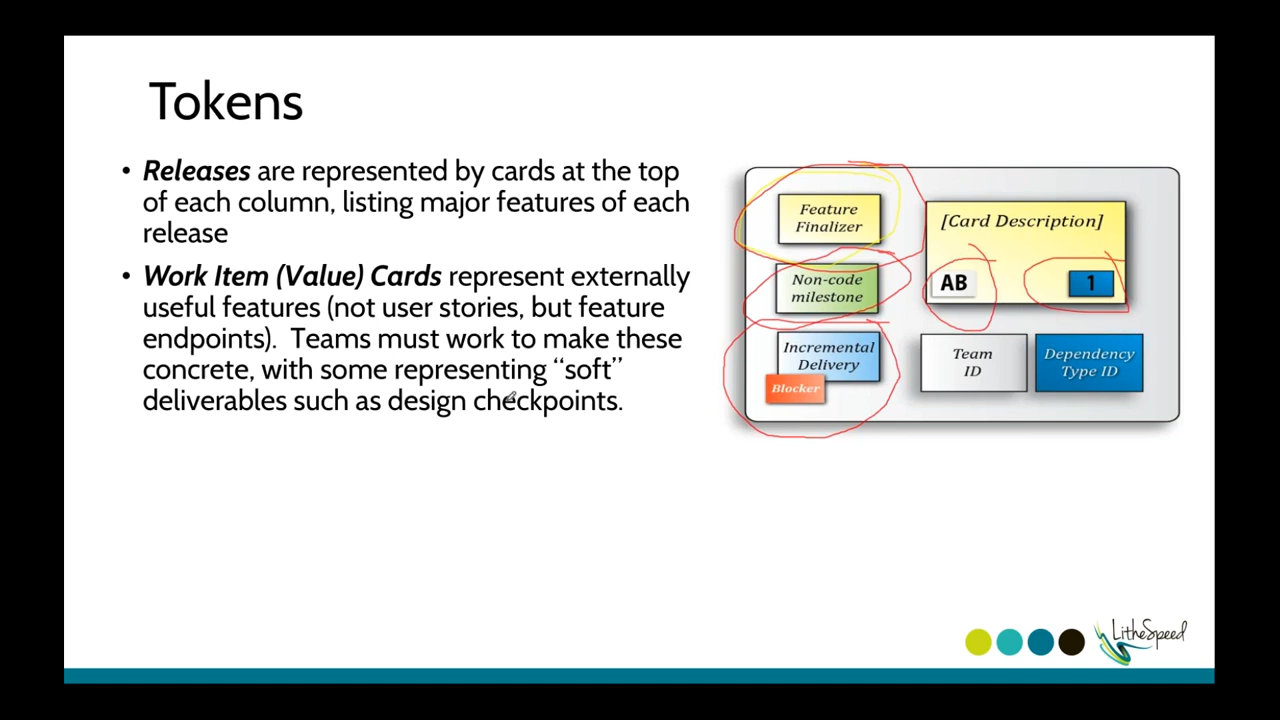 Tokens
• Releases are represented by cards at the top
of each column, listing major features of each
release
• Work Item (Value) Cards represent externally
useful features (not user stories, but feature
endpoints).  Teams must work to make these
concrete, with some representing “soft”
deliverables such as design checkpoints.
Feature
Finalizer
Non-code
milestone
Incremental
Delivery
Blocker
[Card Description]
AB
1
Team
ID
Dependency
Type ID
LitheSpeed